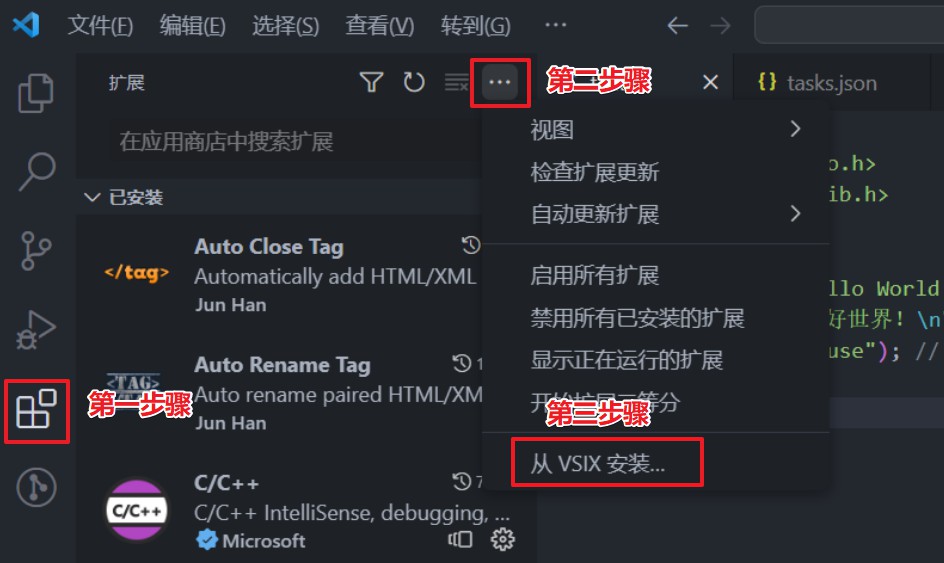 文件(F) 编辑(E) 选择(S) 查看(V) 转到(G) ···
扩展
第二步骤
tasks.json
在应用商店中搜索扩展
已安装
Auto Close Tag
Automatically add HTML/XML
Jun Han
Auto Rename Tag
1
Auto rename paired HTML/XM
Jun Han
第一步骤
C/C++
7
C/C++ IntelliSense, debugging, ...
Microsoft
</tag>
<TAG>
C/C++
视图
检查扩展更新
自动更新扩展
启用所有扩展
禁用所有已安装的扩展
显示正在运行的扩展
第三步骤
从 VSIX 安装...
o.h>
ib.h>
llo World
好世界! \n
use"); //